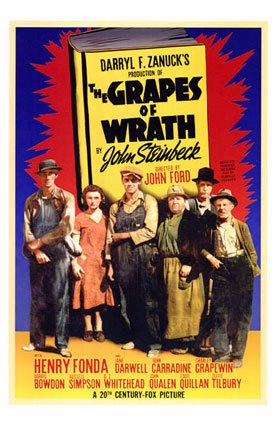 DARRYL F. ZANUCK'S
PRODUCTION OF
THE GRAPES
OF
WRATH
BY John Steinbeck
DIRECTED BY
JOHN FORD
WITH
HENRY FONDA
AND JANE DARWELL
JOHN CARRADINE
CHARLEY GRAPEWIN
DORRIS BOWDON
RUSSELL SIMPSON
O.Z. WHITEHEAD
JOHN QUALEN
EDDIE QUILLAN
ZEFFIE TILBURY
A 20TH CENTURY-FOX PICTURE